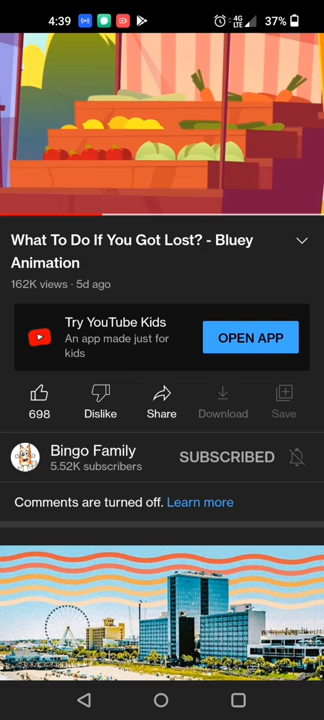 4:39
4G
LTE
37%
What To Do If You Got Lost? - Bluey
Animation
162K views · 5d ago
Try YouTube Kids
An app made just for
kids
OPEN APP
698
Dislike
Share
Download
Save
Bingo Family
5.52K subscribers
SUBSCRIBED
Comments are turned off. Learn more